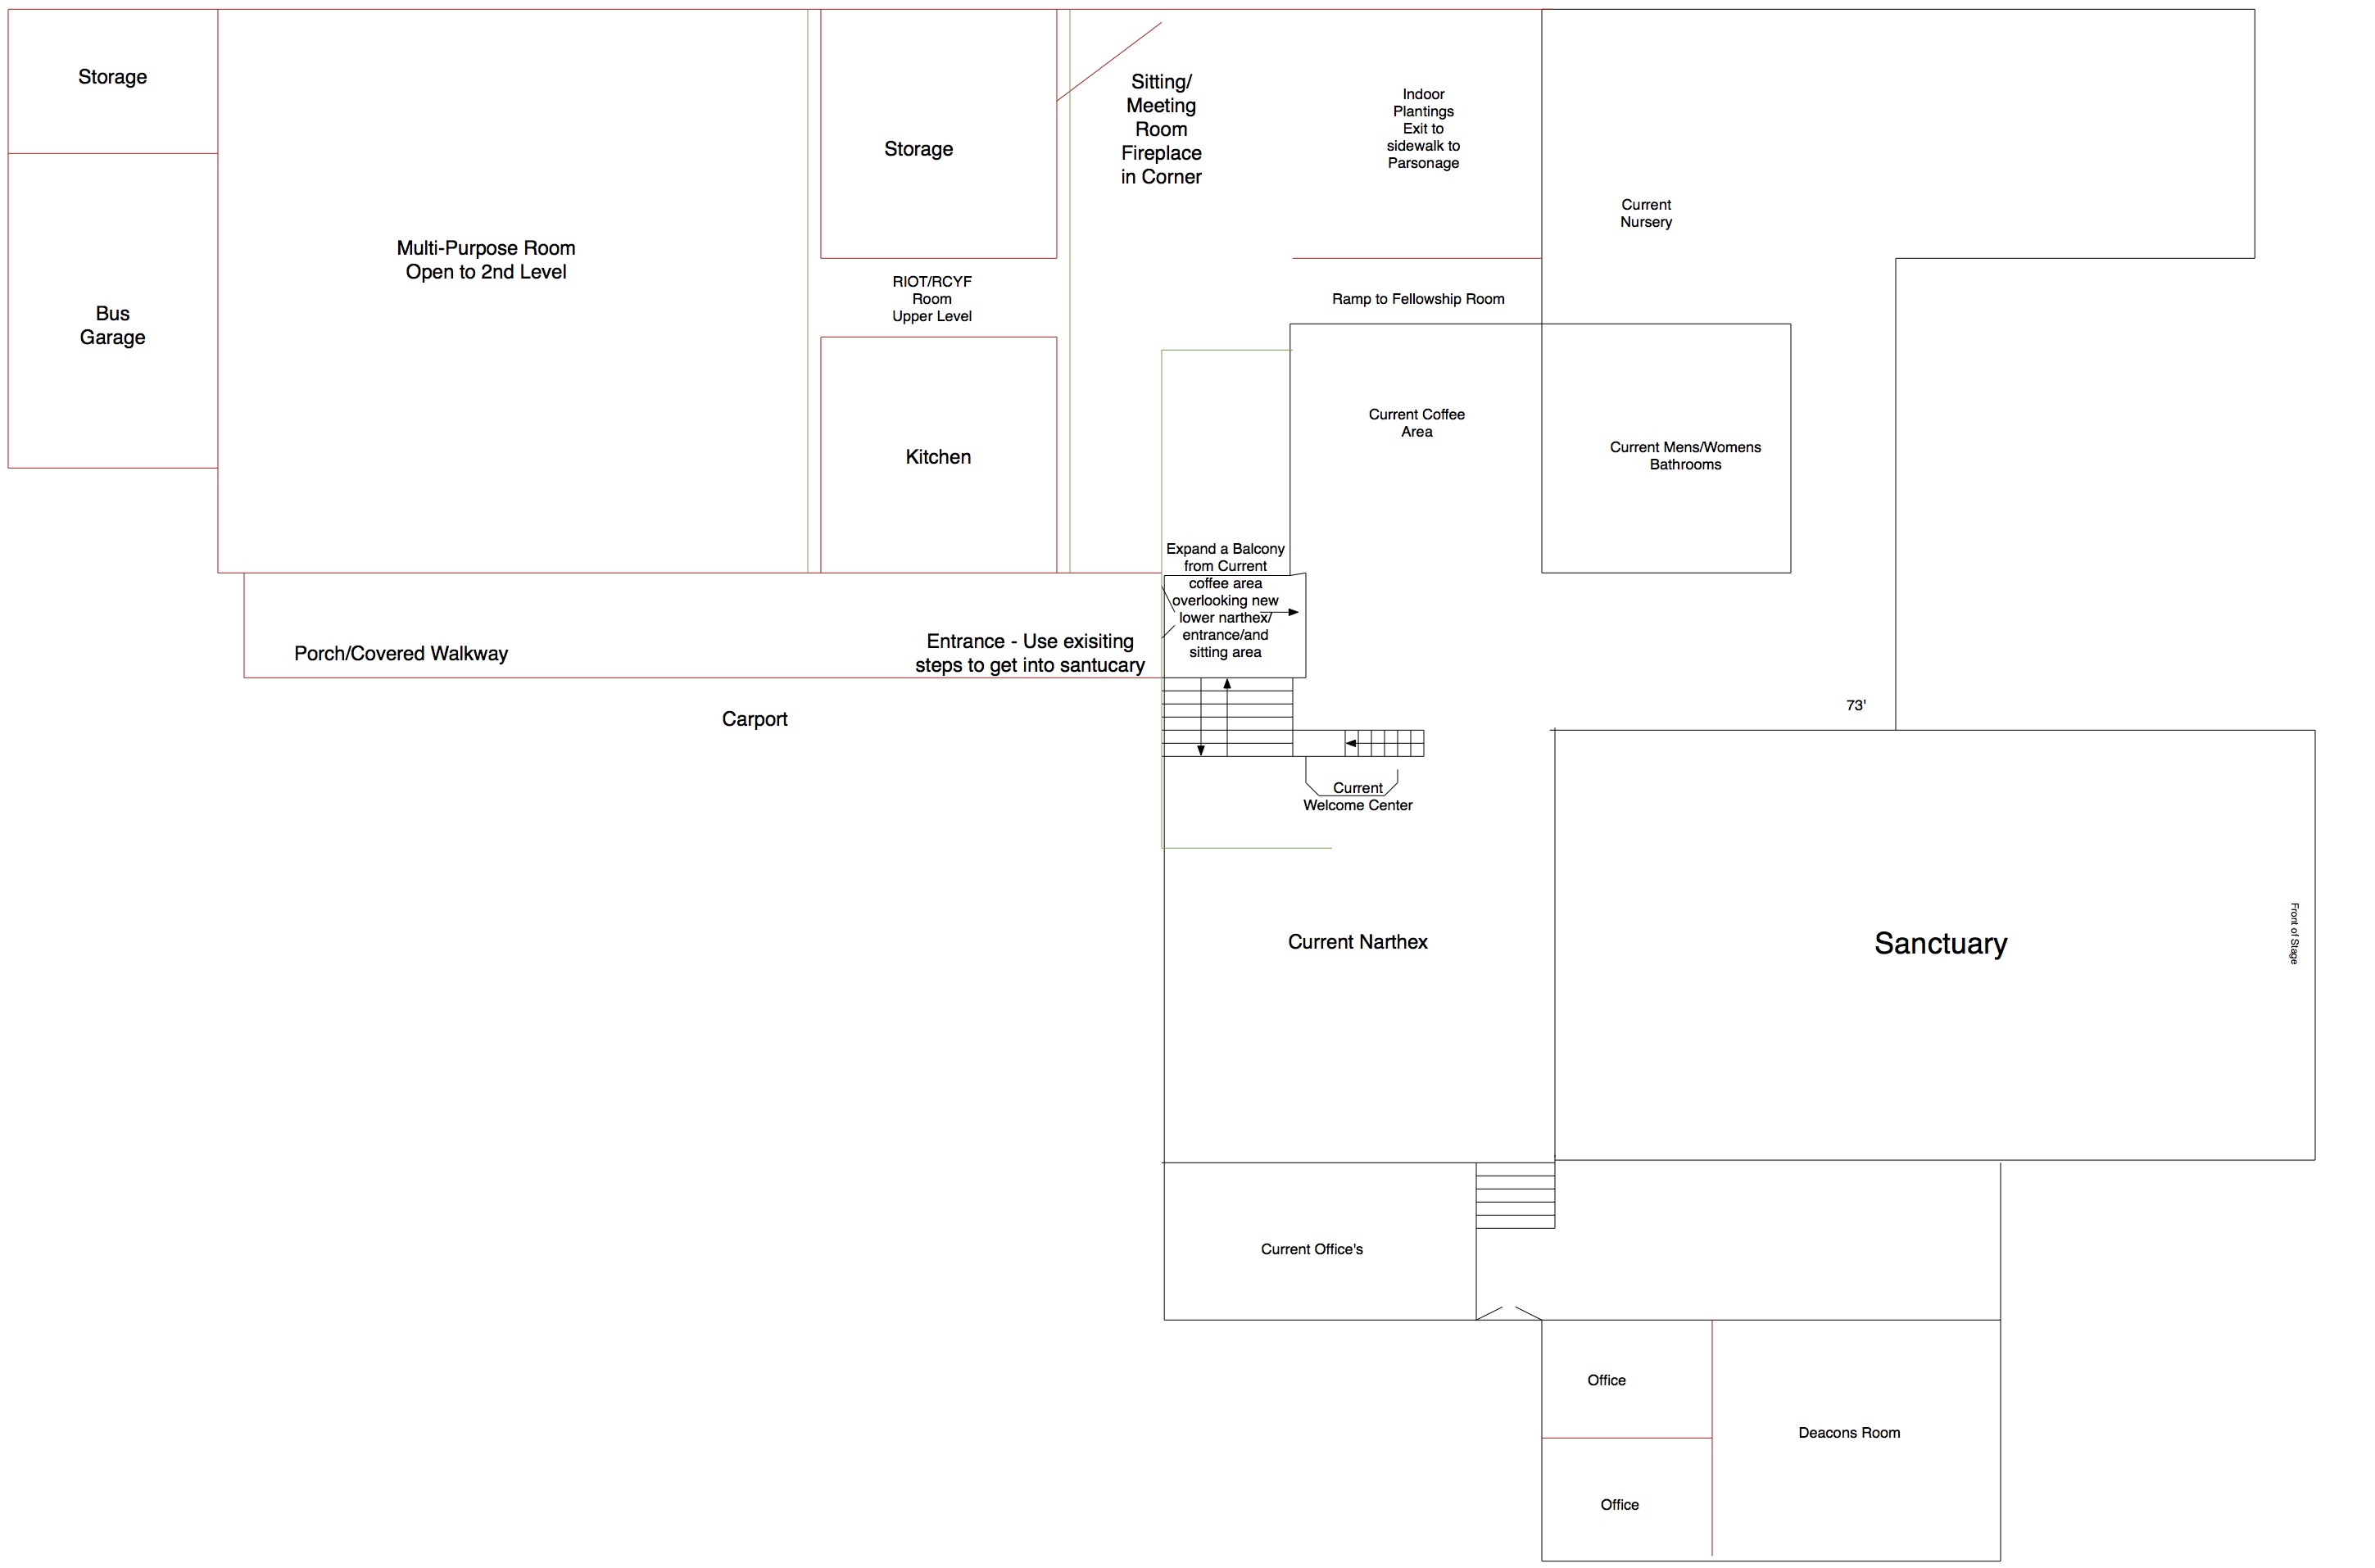 Storage
Bus
Garage
Multi-Purpose Room
Open to 2nd Level
Storage
RIOT/RCYF
Room
Upper Level
Kitchen
Sitting/
Meeting
Room
Fireplace
in Corner
Indoor
Plantings
Exit to
sidewalk to
Parsonage
Ramp to Fellowship Room
Current
Nursery
Current Coffee
Area
Current Mens/Womens
Bathrooms
Expand a Balcony
from Current
coffee area
overlooking new
lower narthex/
entrance/and
sitting area
Porch/Covered Walkway
Entrance - Use exisiting
steps to get into santucary
Carport
73'
Current
Welcome Center
Current Narthex
Sanctuary
Front of Stage
Current Office's
Office
Deacons Room
Office